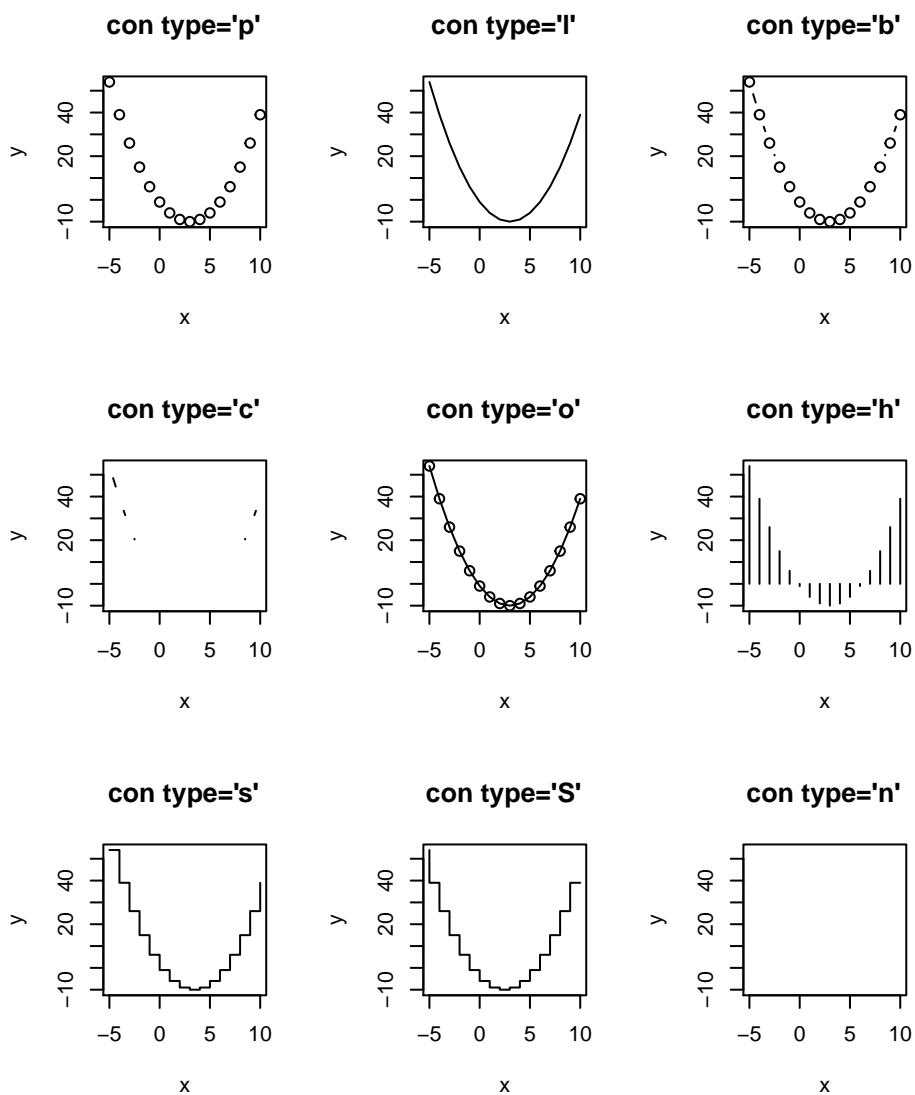 con type='p'
con type='l'
con type='b'
y
40
20
−10
−5 0 5 10
x
y
40
20
−10
−5 0 5 10
x
y
40
20
−10
−5 0 5 10
x
con type='c'
con type='o'
con type='h'
y
40
20
−10
−5 0 5 10
x
y
40
20
−10
−5 0 5 10
x
y
40
20
−10
−5 0 5 10
x
con type='s'
con type='S'
con type='n'
y
40
20
−10
−5 0 5 10
x
y
40
20
−10
−5 0 5 10
x
y
40
20
−10
−5 0 5 10
x